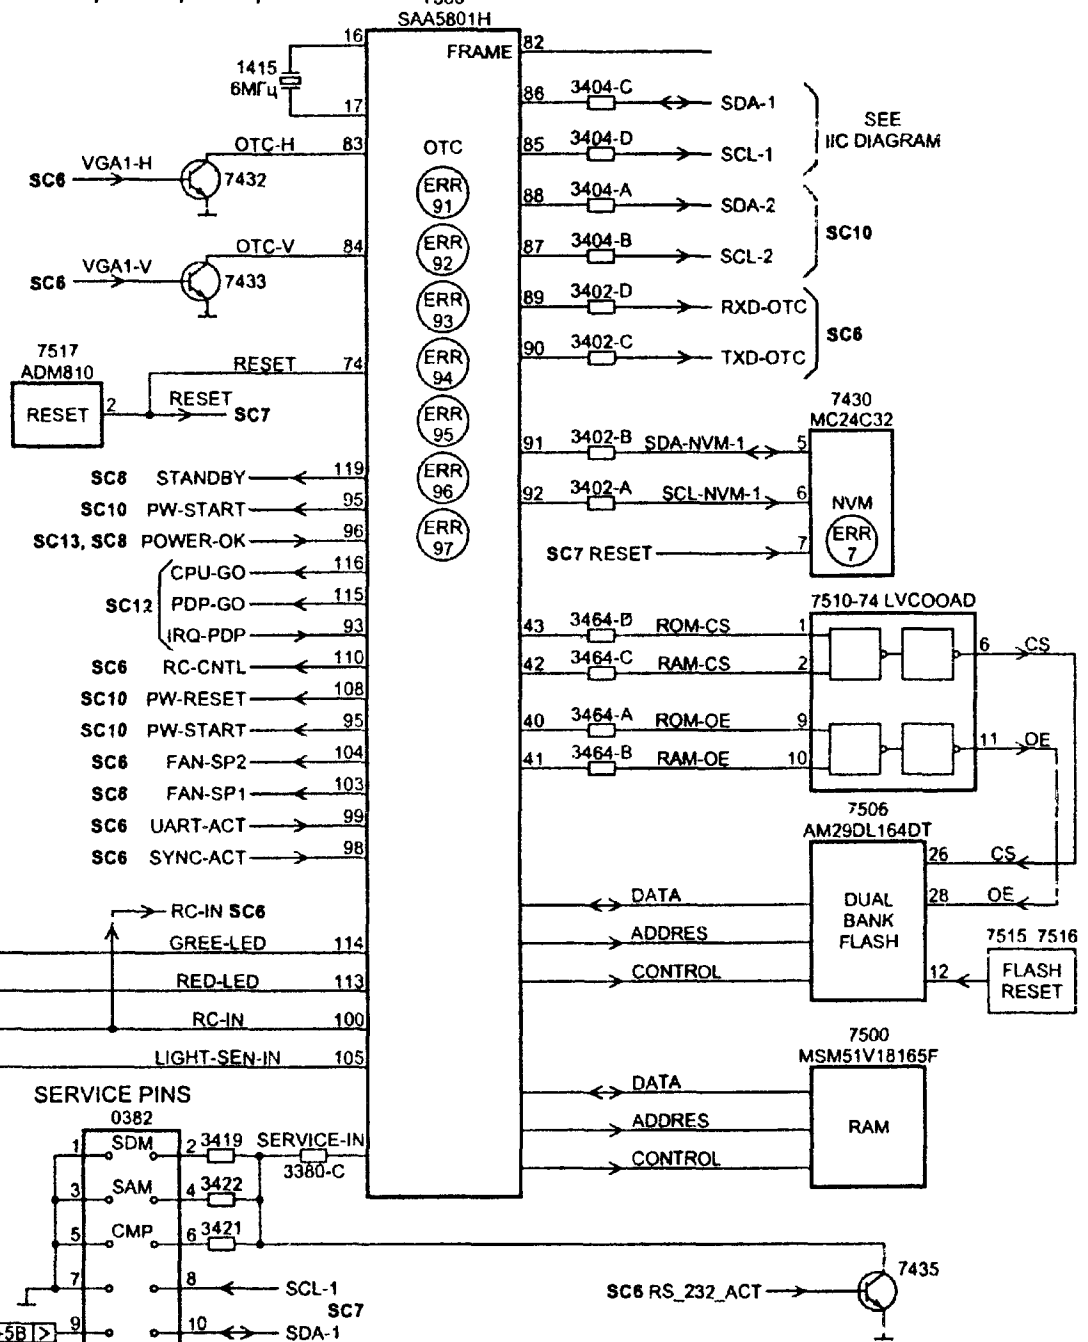 SAA5801H
16
FRAME
82
1415
6МГц
17
86
3404-C
SDA-1
SEE
IIC DIAGRAM
85
3404-D
SCL-1
OTC
OTC-H
83
VGA1-H
SC6
7432
ERR
91
88
3404-A
SDA-2
SC10
87
3404-B
SCL-2
OTC-V
84
VGA1-V
SC6
7433
ERR
92
89
3402-D
RXD-OTC
SC6
90
3402-C
TXD-OTC
ERR
93
7517
ADM810
RESET
2
RESET
74
RESET
SC7
ERR
94
ERR
95
ERR
96
ERR
97
7430
MC24C32
91
3402-B
SDA-NVM-1
5
92
3402-A
SCL-NVM-1
6
NVM
ERR
7
SC7 RESET
7
SC8 STANDBY 119
SC10 PW-START 95
SC13, SC8 POWER-OK 96
CPU-GO 116
SC12 PDP-GO 115
IRQ-PDP 93
SC6 RC-CNTL 110
SC10 PW-RESET 108
SC10 PW-START 95
SC6 FAN-SP2 104
SC8 FAN-SP1 103
SC6 UART-ACT 99
SC6 SYNC-ACT 98
7510-74 LVCOOAD
43 3464-D ROM-CS 1
42 3464-C RAM-CS 2
6 CS
40 3464-A ROM-OE 9
41 3464-B RAM-OE 10
11 OE
7506
AM29DL164DT
26 CS
28 OE
DUAL
BANK
FLASH
DATA
ADDRES
CONTROL
12
7515 7516
FLASH
RESET
RC-IN SC6
GREE-LED 114
RED-LED 113
RC-IN 100
LIGHT-SEN-IN 105
7500
MSM51V18165F
DATA
ADDRES
CONTROL
RAM
SERVICE PINS
0382
1 SDM 2 3419 SERVICE-IN
3380-C
3 SAM 4 3422
5 CMP 6 3421
7 8 SCL-1
SC7
9 10 SDA-1
5B
SC6 RS_232_ACT
7435